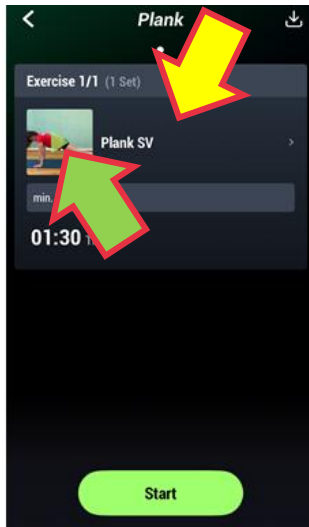 Plank
Exercise 1/1 (1 Set)
Plank SV
min.
01:30
Start